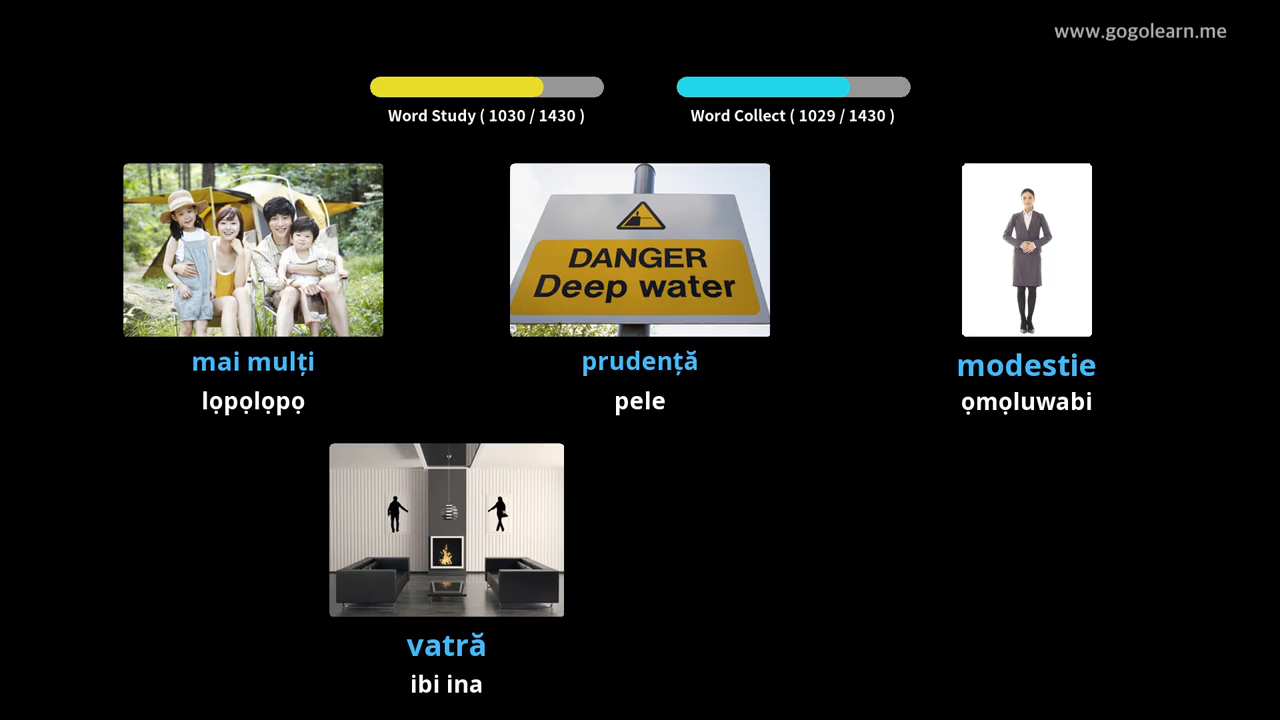 www.gogolearn.me
Word Study ( 1030 / 1430 )
Word Collect ( 1029 / 1430 )
DANGER
Deep water
mai mulți
lọpọlọpọ
prudență
pele
modestie
ọmọluwabi
vatră
ibi ina